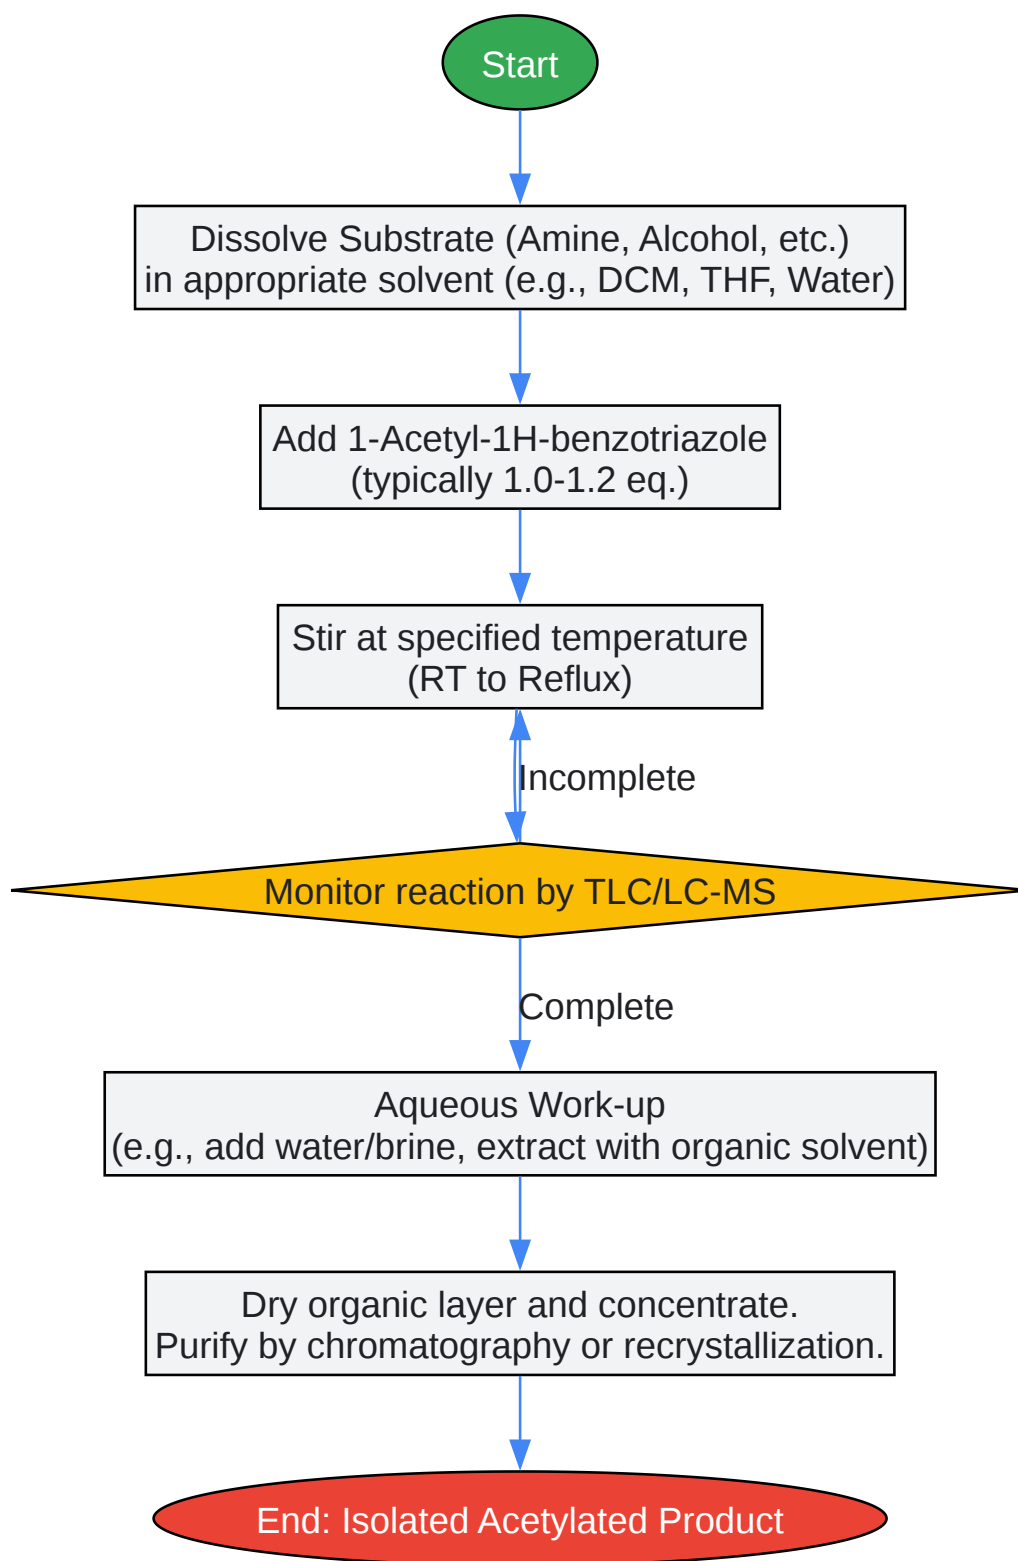 Start
Dissolve Substrate (Amine, Alcohol, etc.)
in appropriate solvent (e.g., DCM, THF, Water)
Add 1-Acetyl-1H-benzotriazole
(typically 1.0-1.2 eq.)
Stir at specified temperature
(RT to Reflux)
Incomplete
Monitor reaction by TLC/LC-MS
Complete
Aqueous Work-up
(e.g., add water/brine, extract with organic solvent)
Dry organic layer and concentrate.
Purify by chromatography or recrystallization.
End: Isolated Acetylated Product